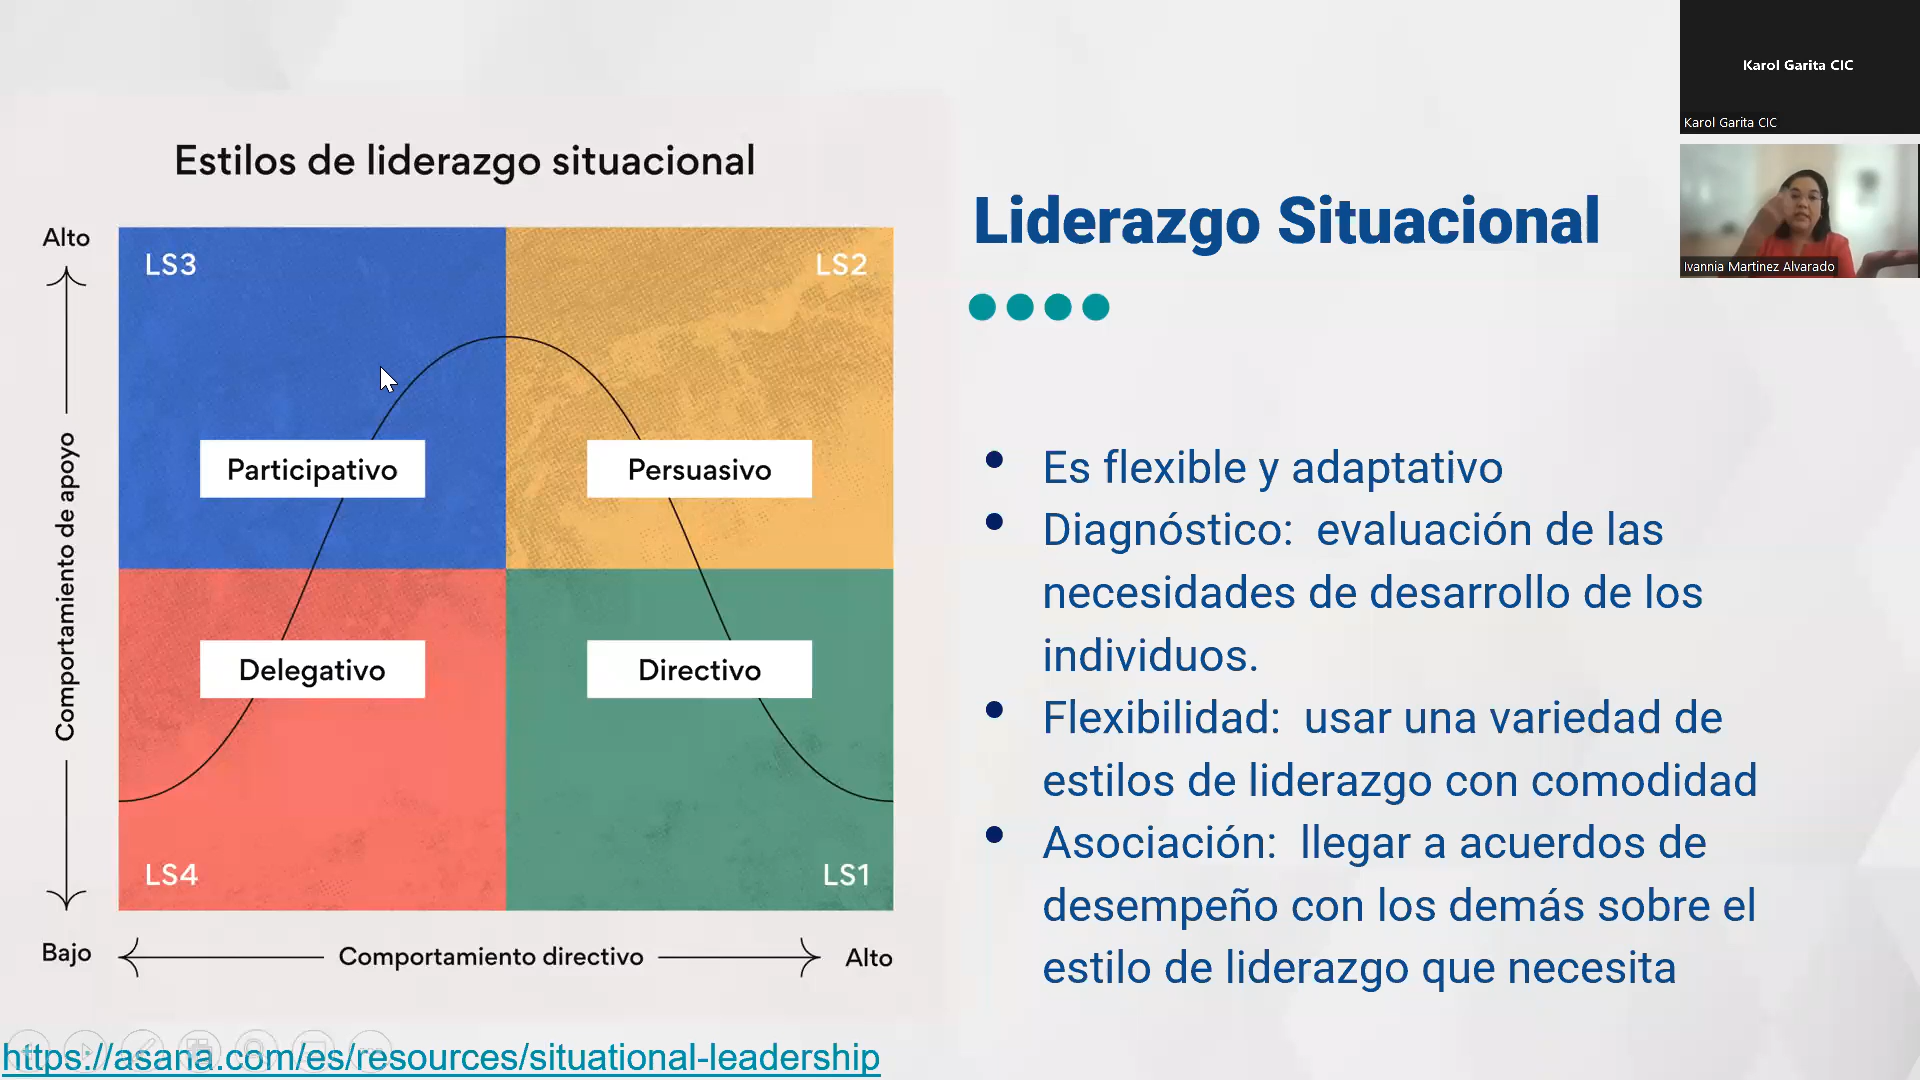 Karol Garita CIC
Karol Garita CIC
Ivannia Martinez Alvarado
Estilos de liderazgo situacional
Alto
LS3
LS2
Participativo
Persuasivo
Comportamiento de apoyo
Delegativo
Directivo
LS4
LS1
Bajo
Comportamiento directivo
Alto
Liderazgo Situacional
• Es flexible y adaptativo
• Diagnóstico: evaluación de las
necesidades de desarrollo de los
individuos.
• Flexibilidad: usar una variedad de
estilos de liderazgo con comodidad
• Asociación: llegar a acuerdos de
desempeño con los demás sobre el
estilo de liderazgo que necesita
https://asana.com/es/resources/situational-leadership